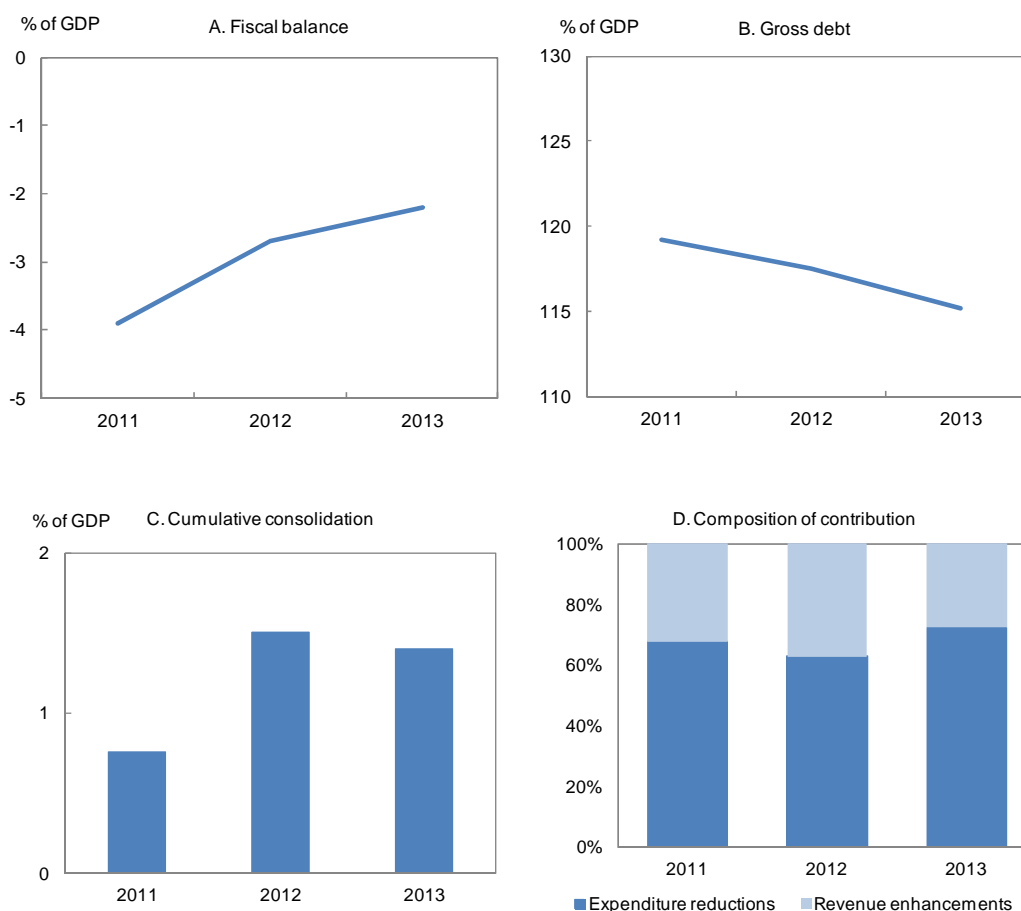 % of GDP
A. Fiscal balance
0
-1
-2
-3
-4
-5
2011 2012 2013
% of GDP
B. Gross debt
130
125
120
115
110
2011 2012 2013
% of GDP
C. Cumulative consolidation
2
1
0
2011 2012 2013
D. Composition of contribution
100%
80%
60%
40%
20%
0%
2011 2012 2013
Expenditure reductions Revenue enhancements